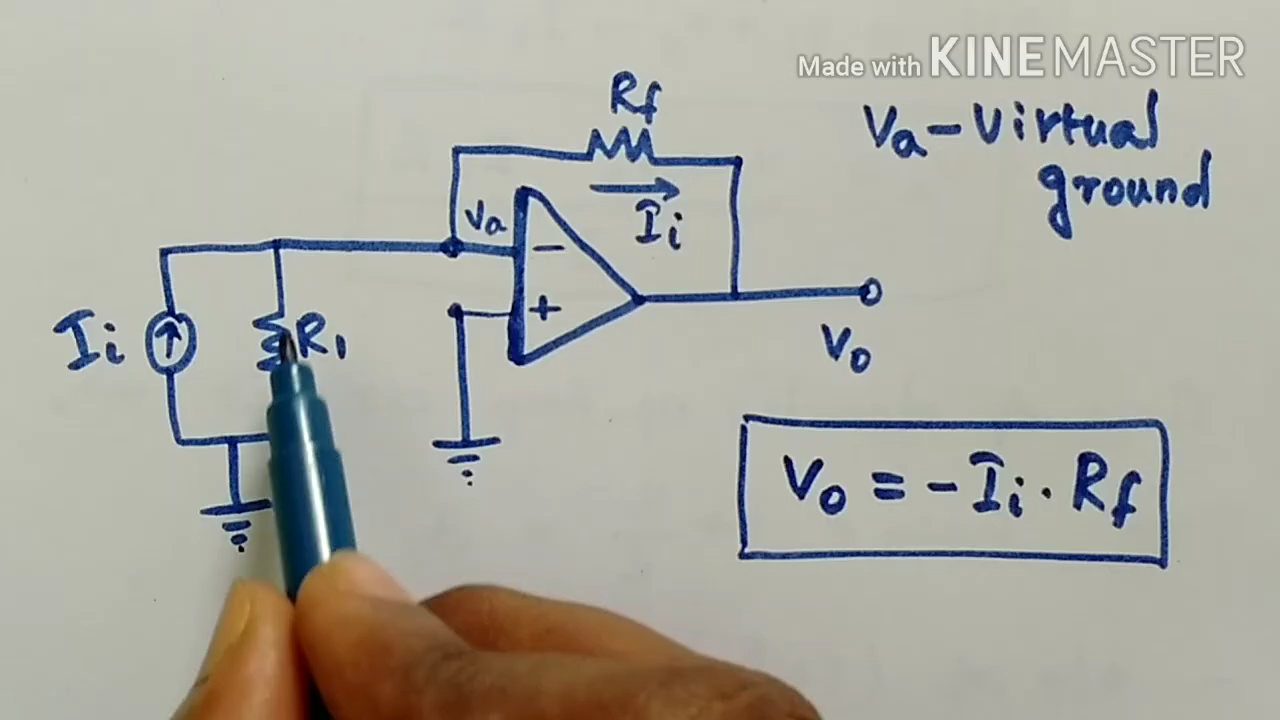 Made with KINEMASTER
Rf
Va - Virtual
ground
Va
Ii
-
+
Ii
R1
Vo
Vo = - Ii . Rf